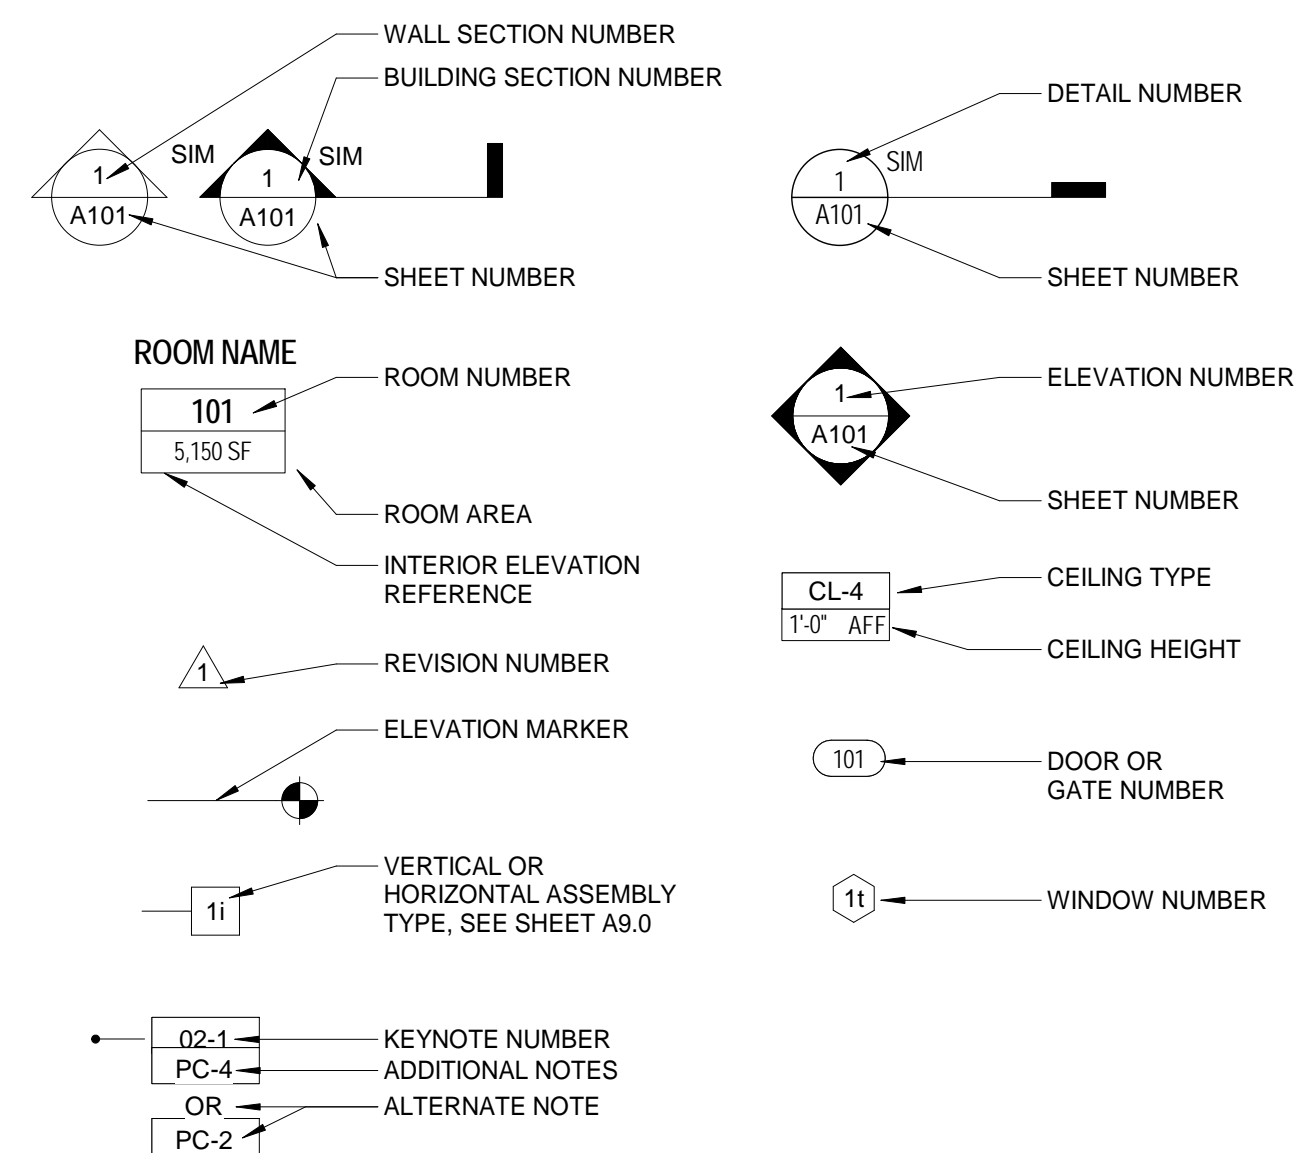 WALL SECTION NUMBER
BUILDING SECTION NUMBER
SIM
SIM
1
A101
1
A101
SHEET NUMBER
DETAIL NUMBER
SIM
1
A101
SHEET NUMBER
ROOM NAME
101
5,150 SF
ROOM NUMBER
ROOM AREA
INTERIOR ELEVATION
REFERENCE
1
A101
ELEVATION NUMBER
SHEET NUMBER
CL-4
1'-0" AFF
CEILING TYPE
CEILING HEIGHT
1
REVISION NUMBER
ELEVATION MARKER
101
DOOR OR
GATE NUMBER
1i
VERTICAL OR
HORIZONTAL ASSEMBLY
TYPE, SEE SHEET A9.0
1t
WINDOW NUMBER
02-1
KEYNOTE NUMBER
PC-4
ADDITIONAL NOTES
OR
ALTERNATE NOTE
PC-2